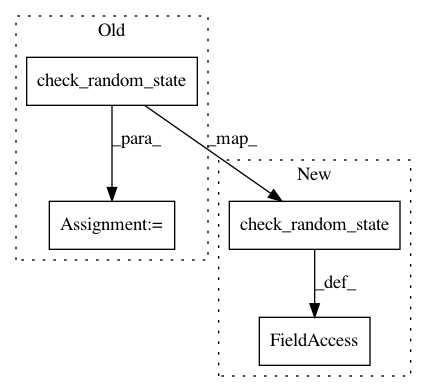 Old
check_random_state
_para_
_map_
New
Assignment:=
check_random_state
_def_
FieldAccess